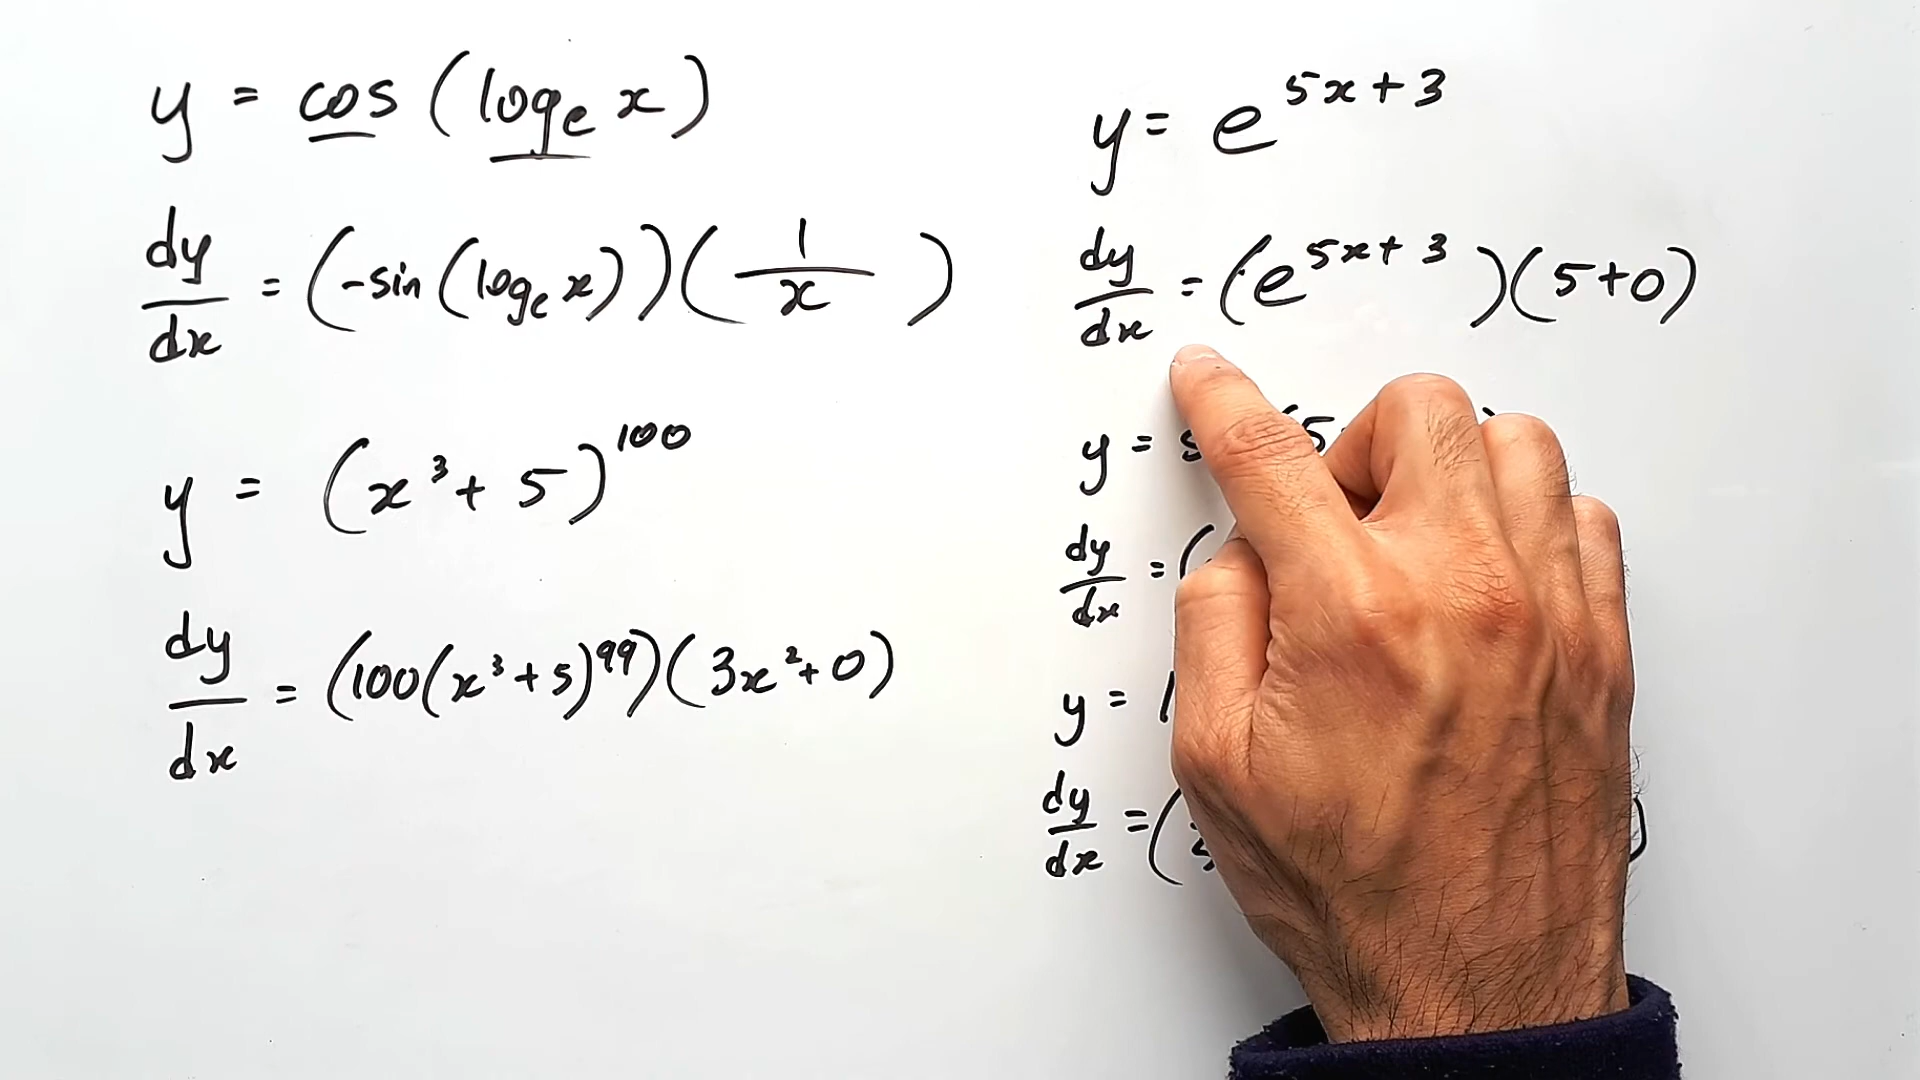 y = cos (logₑ x)
dy/dx = (-sin (logₑ x)) (1/x)
y = (x³ + 5)¹⁰⁰
dy/dx = (100(x³ + 5)⁹⁹) (3x² + 0)
y = e^(5x + 3)
dy/dx = (e^(5x + 3)) (5 + 0)
y = (5
dy/dx = (
y =
dy/dx = ( )